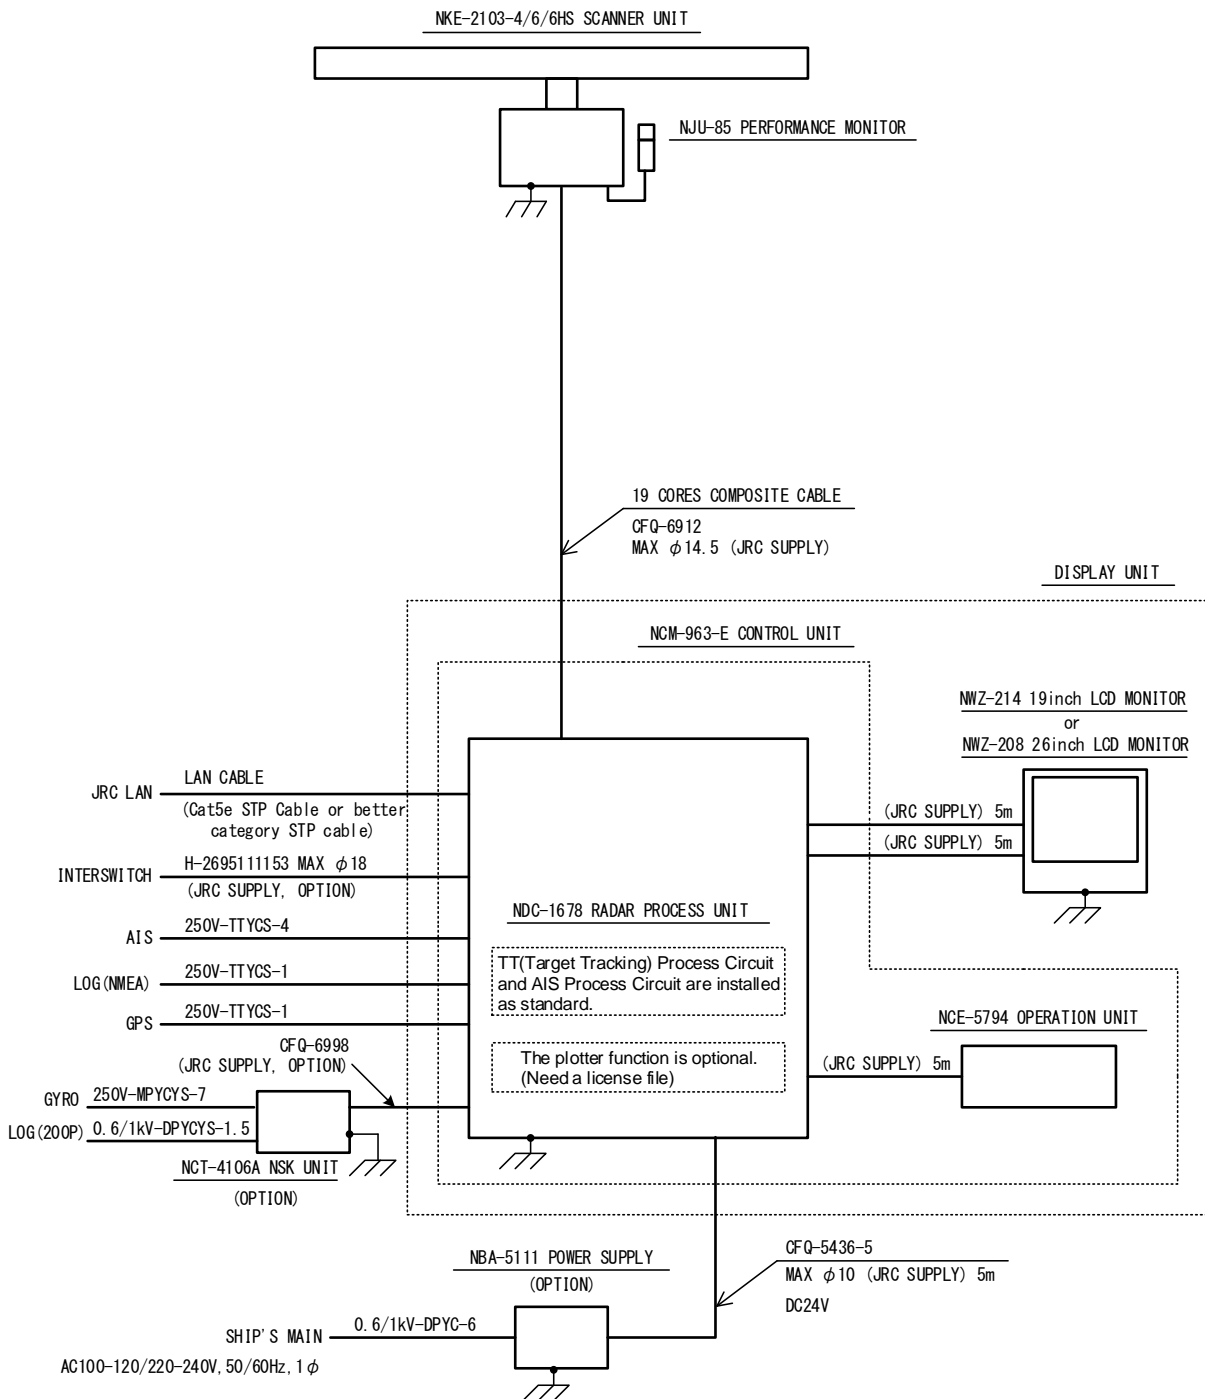 NKE-2103-4/6/6HS SCANNER UNIT
NJU-85 PERFORMANCE MONITOR
19 CORES COMPOSITE CABLE
CFQ-6912
MAX φ14.5 (JRC SUPPLY)
DISPLAY UNIT
NCM-963-E CONTROL UNIT
NWZ-214 19inch LCD MONITOR
or
NWZ-208 26inch LCD MONITOR
JRC LAN
LAN CABLE
(Cat5e STP Cable or better
category STP cable)
(JRC SUPPLY) 5m
(JRC SUPPLY) 5m
INTERSWITCH
H-2695111153 MAX φ18
(JRC SUPPLY, OPTION)
NDC-1678 RADAR PROCESS UNIT
AIS
250V-TTYCS-4
TT(Target Tracking) Process Circuit
and AIS Process Circuit are installed
as standard.
LOG(NMEA)
250V-TTYCS-1
GPS
250V-TTYCS-1
NCE-5794 OPERATION UNIT
CFQ-6998
(JRC SUPPLY, OPTION)
The plotter function is optional.
(Need a license file)
(JRC SUPPLY) 5m
GYRO
250V-MPYCYS-7
LOG(200P)
0.6/1kV-DPYCYS-1.5
NCT-4106A NSK UNIT
(OPTION)
NBA-5111 POWER SUPPLY
(OPTION)
CFQ-5436-5
MAX φ10 (JRC SUPPLY) 5m
DC24V
SHIP'S MAIN
0.6/1kV-DPYC-6
AC100-120/220-240V, 50/60Hz, 1φ